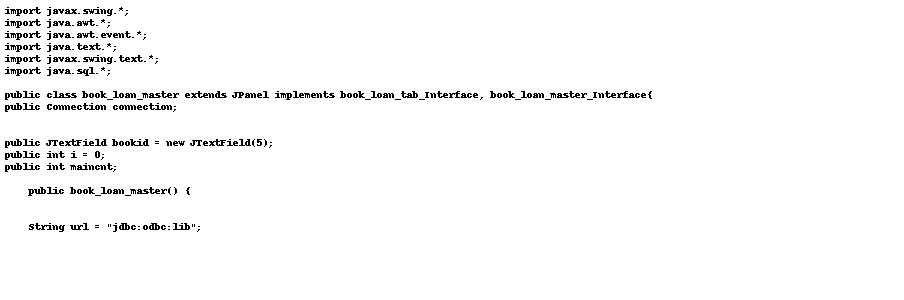 import javax.swing.*;
import java.awt.*;
import java.awt.event.*;
import java.text.*;
import javax.swing.text.*;
import java.sql.*;
public class book_loan_master extends JPanel implements book_loan_tab_Interface, book_loan_master_Interface{
public Connection connection;
public JTextField bookid = new JTextField(5);
public int i = 0;
public int maincnt;
public book_loan_master() {
String url = "jdbc:odbc:lib";